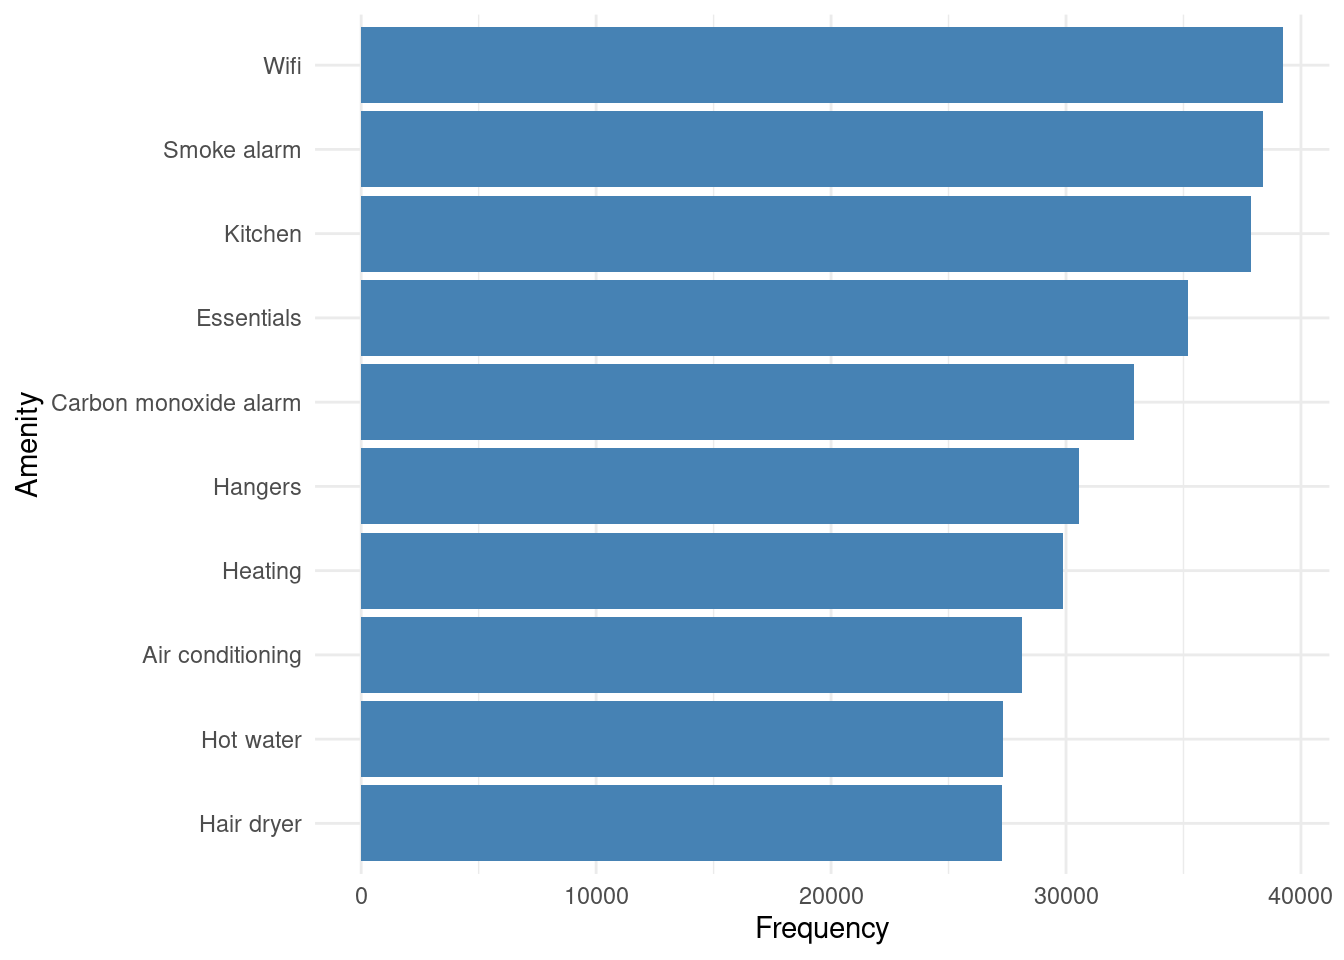 Wifi
Smoke alarm
Kitchen
Essentials
Carbon monoxide alarm
Hangers
Heating
Air conditioning
Hot water
Hair dryer
Amenity
0 10000 20000 30000 40000
Frequency